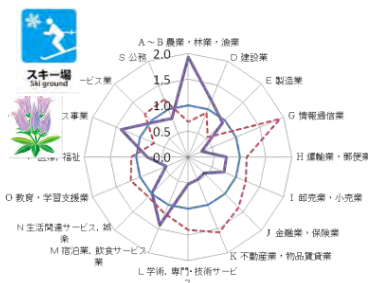 スキー場
Ski ground
A～B 農業・林業・漁業
S 公務
D 建設業
ービス業
E 製造業
ス事業
G 情報通信業
福祉
H 運輸業・郵便業
O 教育・学習支援業
I 卸売業・小売業
N 生活関連サービス, 娯
楽
J 金融業・保険業
M 宿泊業, 飲食サービス
業
K 不動産業・物品賃貸業
L 学術, 専門・技術サービ
2.0
1.5
1.0
0.5
0.0